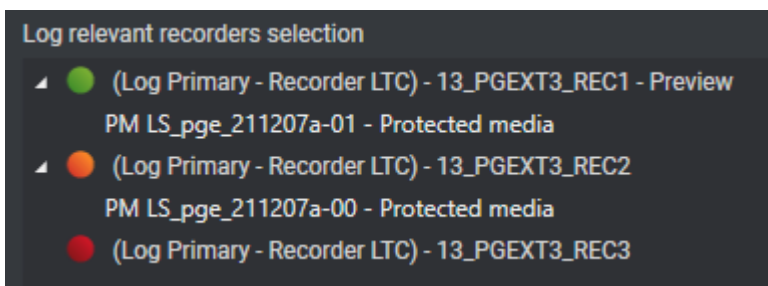 Log relevant recorders selection
(Log Primary - Recorder LTC) - 13_PGEXT3_REC1 - Preview
PM LS_pge_211207a-01 - Protected media
(Log Primary - Recorder LTC) - 13_PGEXT3_REC2
PM LS_pge_211207a-00 - Protected media
(Log Primary - Recorder LTC) - 13_PGEXT3_REC3